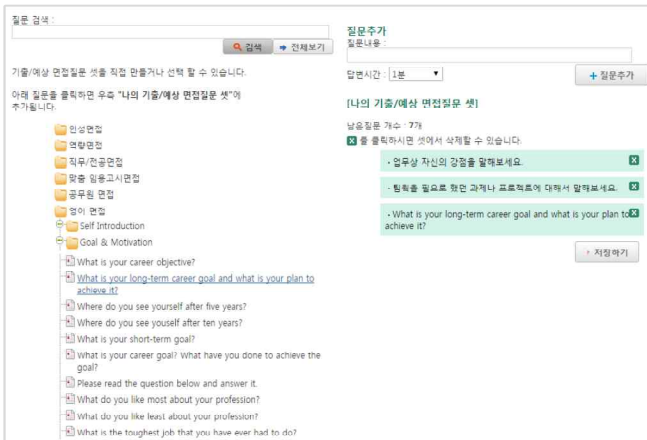 질문 검색 :
검색
전체보기
기출/예상 면접질문 셋을 직접 만들거나 선택 할 수 있습니다.
아래 질문을 클릭하면 우측 "나의 기출/예상 면접질문 셋"에
추가됩니다.
인성면접
역량면접
직무/전공면접
맞춤 임용고시면접
공무원 면접
영어 면접
Self Introduction
Goal & Motivation
What is your career objective?
What is your long-term career goal and what is your plan to
achieve it?
Where do you see yourself after five years?
Where do you see youself after ten years?
What is your short-term goal?
What is your career goal? What have you done to achieve the
goal?
Please read the question below and answer it.
What do you like most about your profession?
What do you like least about your profession?
What is the toughest job that you have ever had to do?
질문추가
질문내용 :
답변시간 : 1분
+ 질문추가
[나의 기출/예상 면접질문 셋]
남은질문 개수 : 7개
X 를 클릭하시면 셋에서 삭제할 수 있습니다.
· 업무상 자신의 강점을 말해보세요. X
· 팀워크를 필요로 했던 과제나 프로젝트에 대해서 말해보세요. X
· What is your long-term career goal and what is your plan to X
achieve it?
저장하기